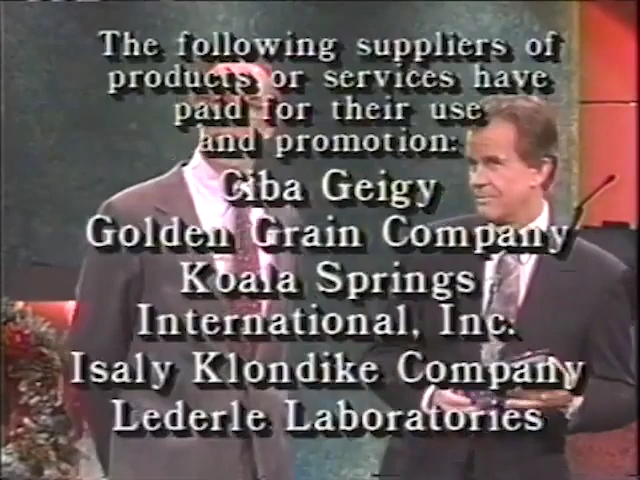 The following suppliers of
products or services have
paid for their use
and promotion:
Ciba Geigy
Golden Grain Company
Koala Springs
International, Inc.
Isaly Klondike Company
Lederle Laboratories